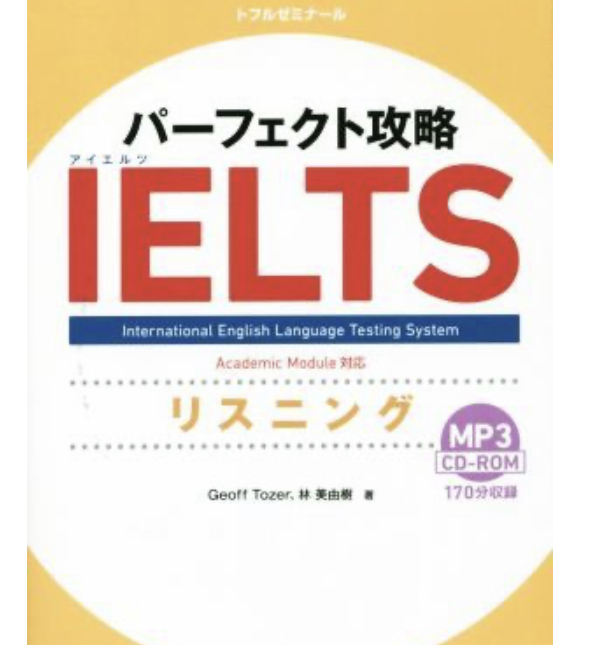 トフルゼミナール
パーフェクト攻略
アイエルツ
IELTS
International English Language Testing System
Academic Module 対応
リスニング
MP3
CD-ROM
Geoff Tozer、林 美由樹 著
170分収録